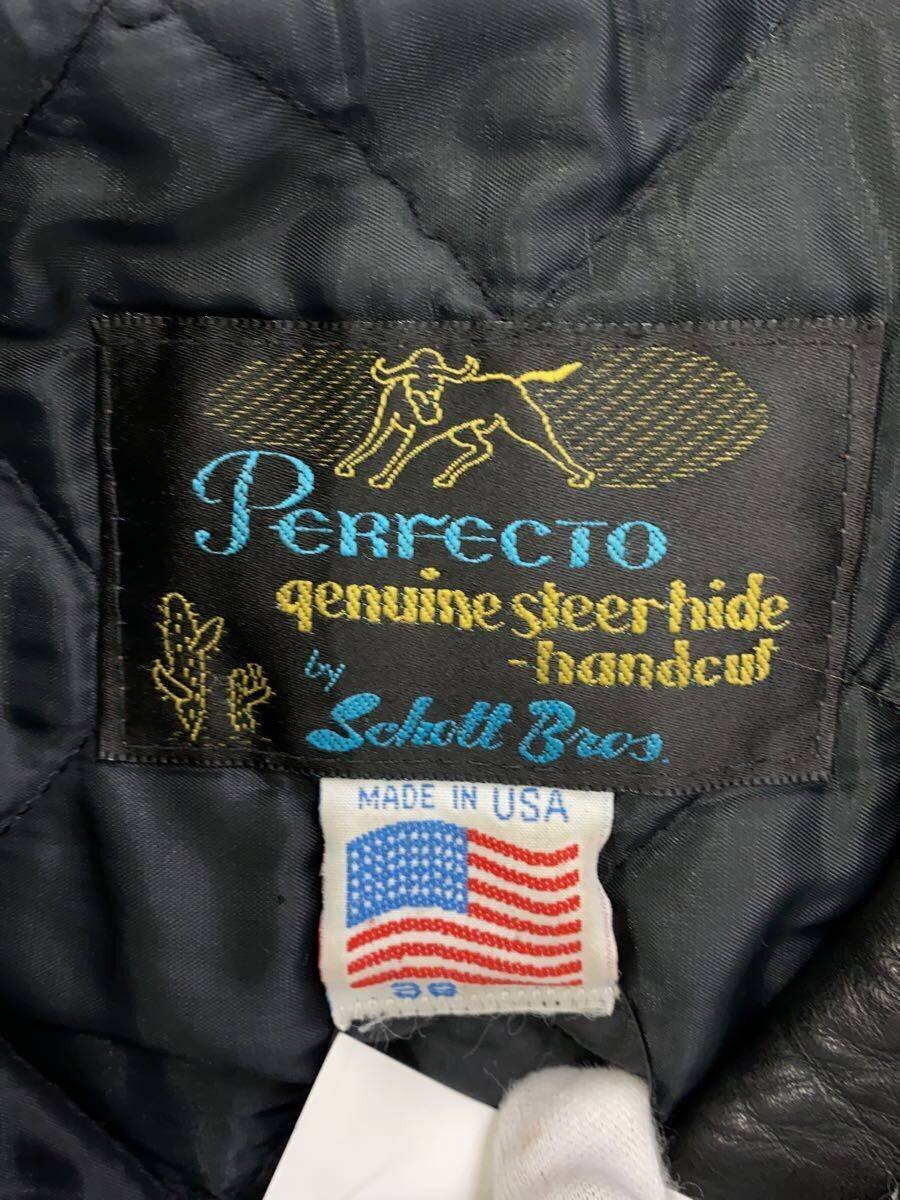 PERFECTO
genuine steerhide
-handcut
by
Schott Bros.
MADE IN USA